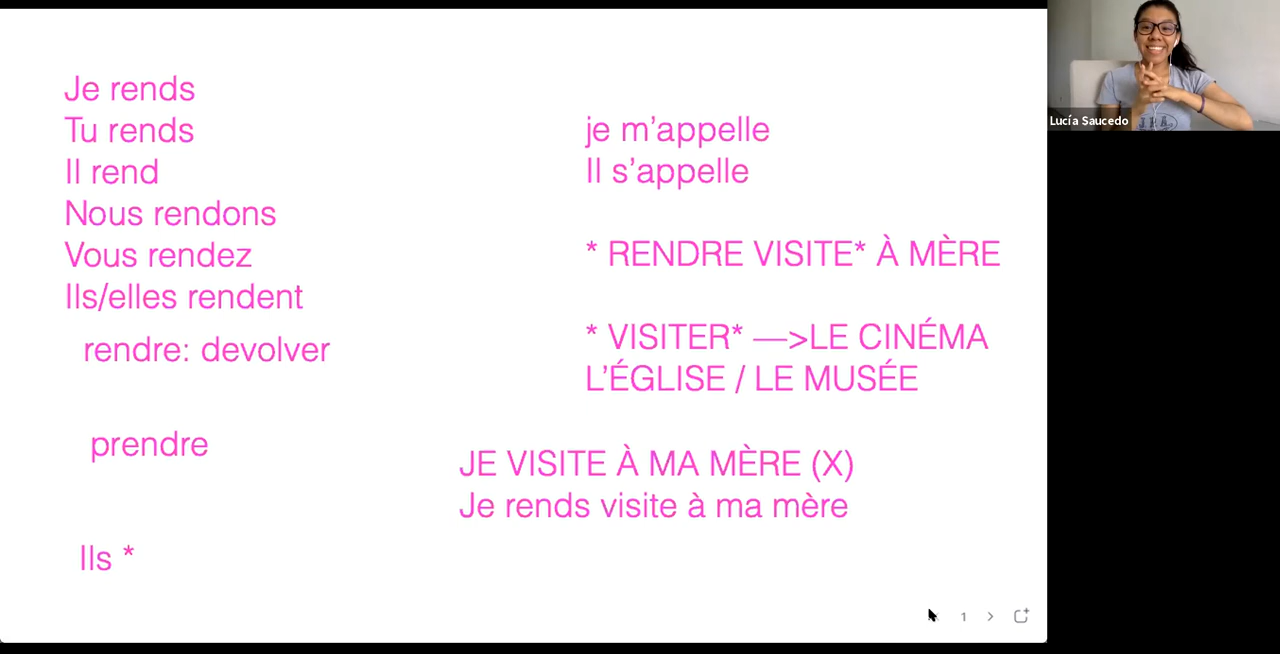 Je rends
Tu rends
Il rend
Nous rendons
Vous rendez
Ils/elles rendent
rendre: devolver
prendre
Ils *
je m’appelle
Il s’appelle
* RENDRE VISITE* À MÈRE
* VISITER* —>LE CINÉMA
L’ÉGLISE / LE MUSÉE
JE VISITE À MA MÈRE (X)
Je rends visite à ma mère
1
Lucía Saucedo